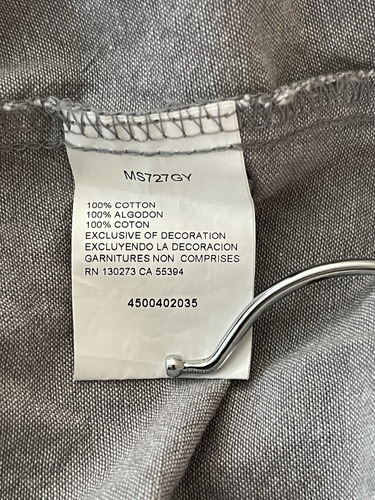 MS727GY
100% COTTON
100% ALGODON
100% COTON
EXCLUSIVE OF DECORATION
EXCLUYENDO LA DECORACION
GARNITURES NON COMPRISES
RN 130273 CA 55394
4500402035